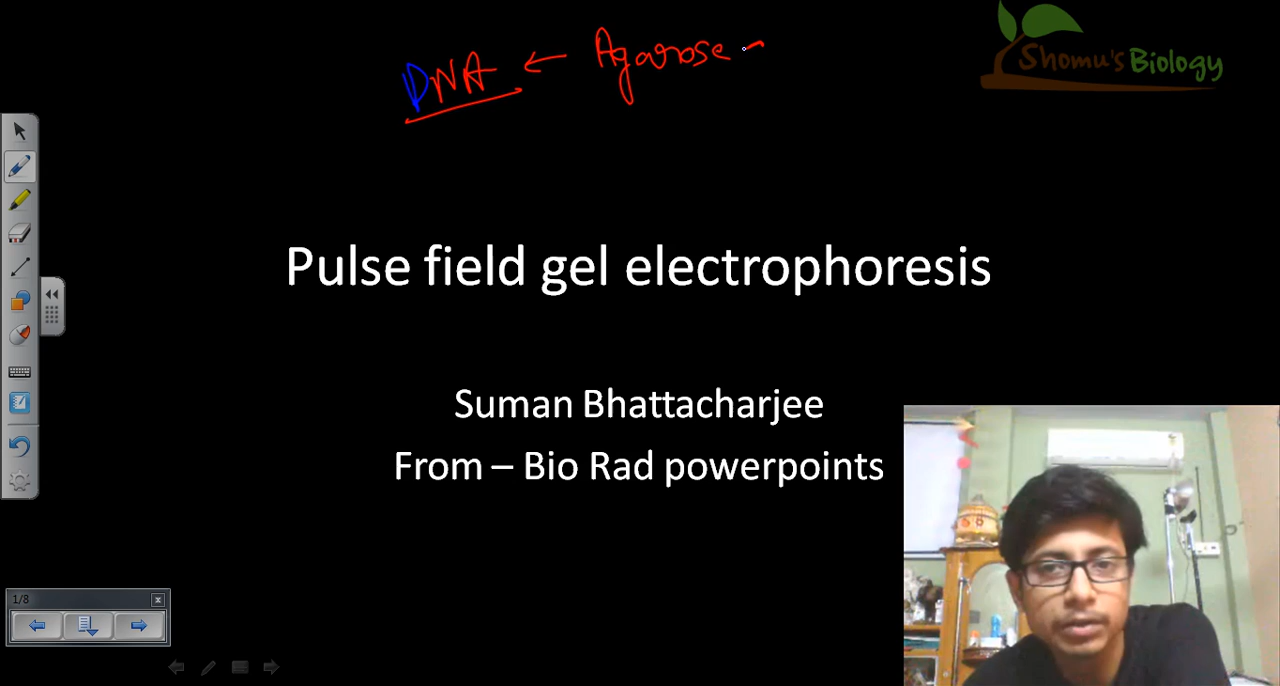 DNA ← Agarose -
Shomu's Biology
Pulse field gel electrophoresis
Suman Bhattacharjee
From – Bio Rad powerpoints
1/8